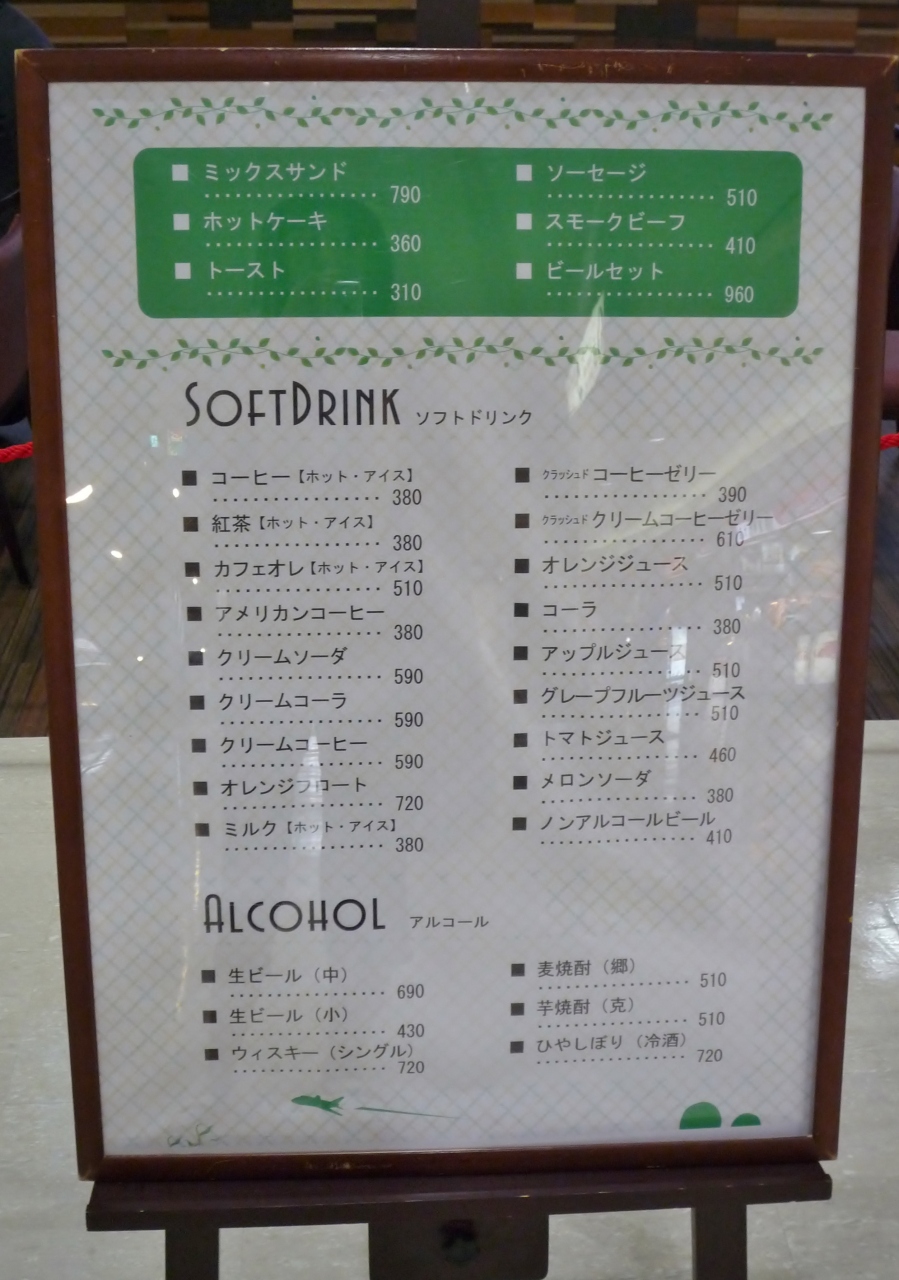 ■ ミックスサンド
790
■ ホットケーキ
360
■ トースト
310
■ ソーセージ
510
■ スモークビーフ
410
■ ビールセット
960
SOFTDRINK ソフトドリンク
■ コーヒー【ホット・アイス】
380
■ 紅茶【ホット・アイス】
380
■ カフェオレ【ホット・アイス】
510
■ アメリカンコーヒー
380
■ クリームソーダ
590
■ クリームコーラ
590
■ クリームコーヒー
590
■ オレンジフロート
720
■ ミルク【ホット・アイス】
380
■ クラッシュド コーヒーゼリー
390
■ クラッシュド クリームコーヒーゼリー
610
■ オレンジジュース
510
■ コーラ
380
■ アップルジュース
510
■ グレープフルーツジュース
510
■ トマトジュース
460
■ メロンソーダ
380
■ ノンアルコールビール
410
ALCOHOL アルコール
■ 生ビール（中）
690
■ 生ビール（小）
430
■ ウィスキー（シングル）
720
■ 麦焼酎（郷）
510
■ 芋焼酎（克）
510
■ ひやしぼり（冷酒）
720